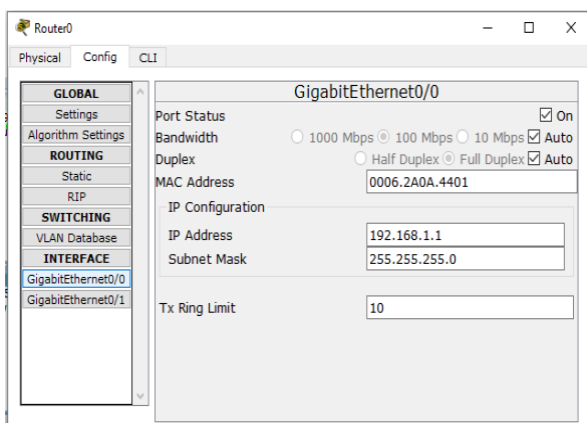 Router0
Physical Config CLI
GLOBAL
Settings
Algorithm Settings
ROUTING
Static
RIP
SWITCHING
VLAN Database
INTERFACE
GigabitEthernet0/0
GigabitEthernet0/1
GigabitEthernet0/0
Port Status On
Bandwidth 1000 Mbps 100 Mbps 10 Mbps Auto
Duplex Half Duplex Full Duplex Auto
MAC Address 0006.2A0A.4401
IP Configuration
IP Address 192.168.1.1
Subnet Mask 255.255.255.0
Tx Ring Limit 10